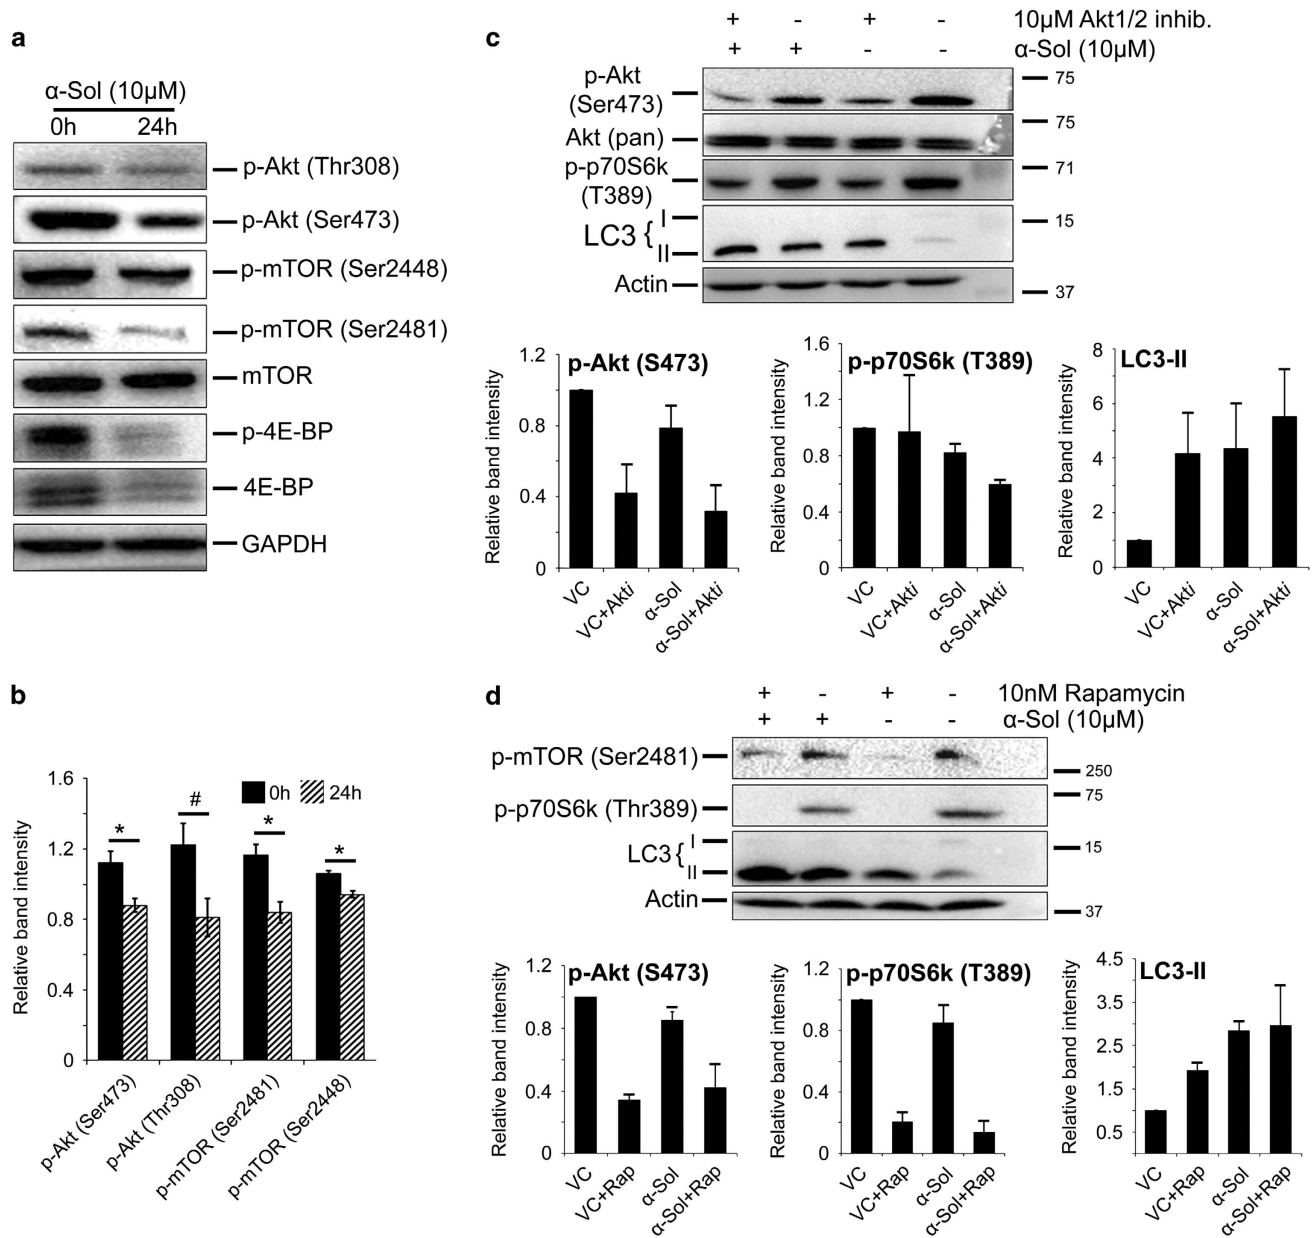 a
α-Sol (10µM)
0h 24h
p-Akt (Thr308)
p-Akt (Ser473)
p-mTOR (Ser2448)
p-mTOR (Ser2481)
mTOR
p-4E-BP
4E-BP
GAPDH
b
Relative band intensity
1.6
1.2
0.8
0.4
0
0h 24h
* # * *
p-Akt (Ser473)
p-Akt (Thr308)
p-mTOR (Ser2481)
p-mTOR (Ser2448)
c
+ - + - 10µM Akt1/2 inhib.
+ + - - α-Sol (10µM)
p-Akt
(Ser473)
75
Akt (pan)
75
p-p70S6k
(T389)
71
LC3 { I
II
15
Actin
37
p-Akt (S473)
Relative band intensity
1.2
0.8
0.4
0
VC
VC+Akti
α-Sol
α-Sol+Akti
p-p70S6k (T389)
Relative band intensity
1.6
1.2
0.8
0.4
0
VC
VC+Akti
α-Sol
α-Sol+Akti
LC3-II
Relative band intensity
8
6
4
2
0
VC
VC+Akti
α-Sol
α-Sol+Akti
d
+ - + - 10nM Rapamycin
+ + - - α-Sol (10µM)
p-mTOR (Ser2481)
250
p-p70S6k (Thr389)
75
LC3 { I
II
15
Actin
37
p-Akt (S473)
Relative band intensity
1.2
0.8
0.4
0
VC
VC+Rap
α-Sol
α-Sol+Rap
p-p70S6k (T389)
Relative band intensity
1.2
0.8
0.4
0
VC
VC+Rap
α-Sol
α-Sol+Rap
LC3-II
Relative band intensity
4.5
3.5
2.5
1.5
0.5
VC
VC+Rap
α-Sol
α-Sol+Rap